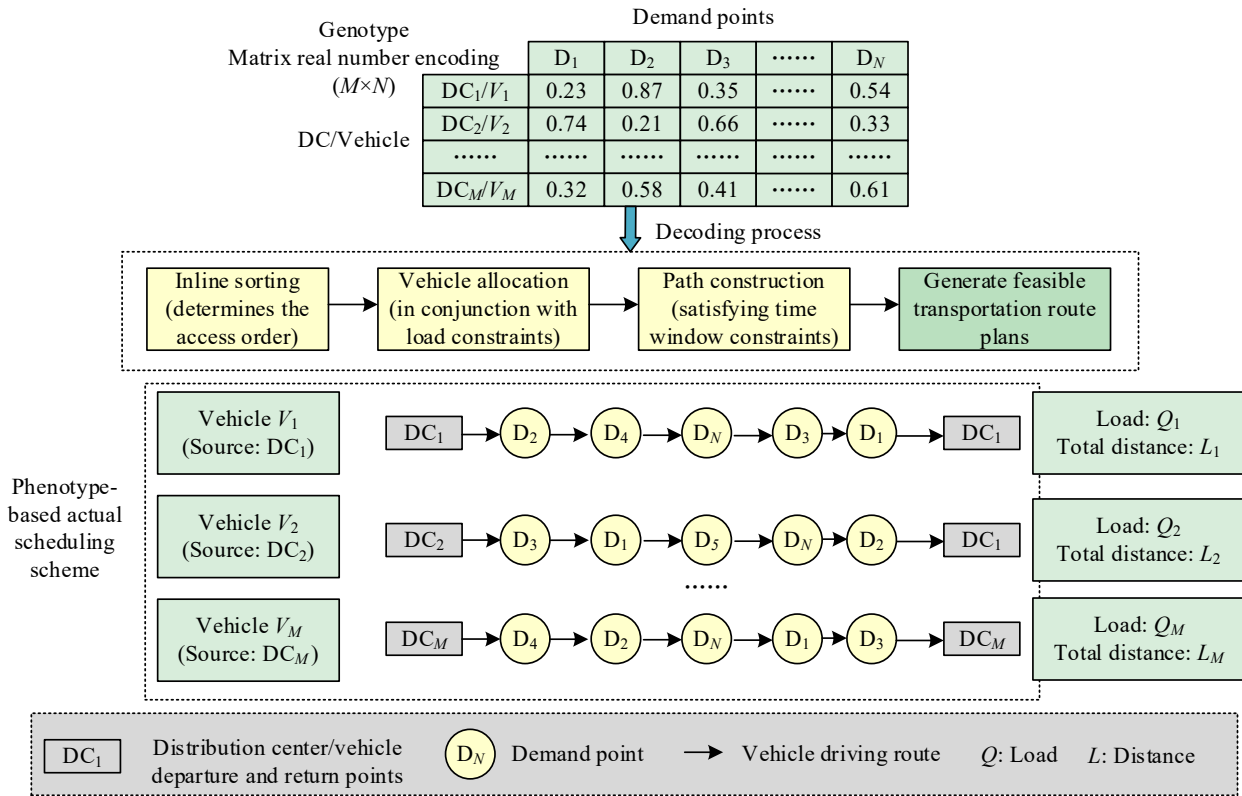 Demand points
Genotype
Matrix real number encoding
(M×N)
D1 D2 D3 ...... DN
DC1/V1 0.23 0.87 0.35 ...... 0.54
DC2/V2 0.74 0.21 0.66 ...... 0.33
...... ...... ...... ...... ...... ......
DCM/VM 0.32 0.58 0.41 ...... 0.61
DC/Vehicle
Decoding process
Inline sorting
(determines the
access order)
Vehicle allocation
(in conjunction with
load constraints)
Path construction
(satisfying time
window constraints)
Generate feasible
transportation route
plans
Phenotype-
based actual
scheduling
scheme
Vehicle V1
(Source: DC1)
DC1 D2 D4 DN D3 D1 DC1
Load: Q1
Total distance: L1
Vehicle V2
(Source: DC2)
DC2 D3 D1 D5 DN D2 DC1
Load: Q2
Total distance: L2
......
Vehicle VM
(Source: DCM)
DCM D4 D2 DN D1 D3 DCM
Load: QM
Total distance: LM
DC1
Distribution center/vehicle
departure and return points
DN Demand point
Vehicle driving route
Q: Load
L: Distance